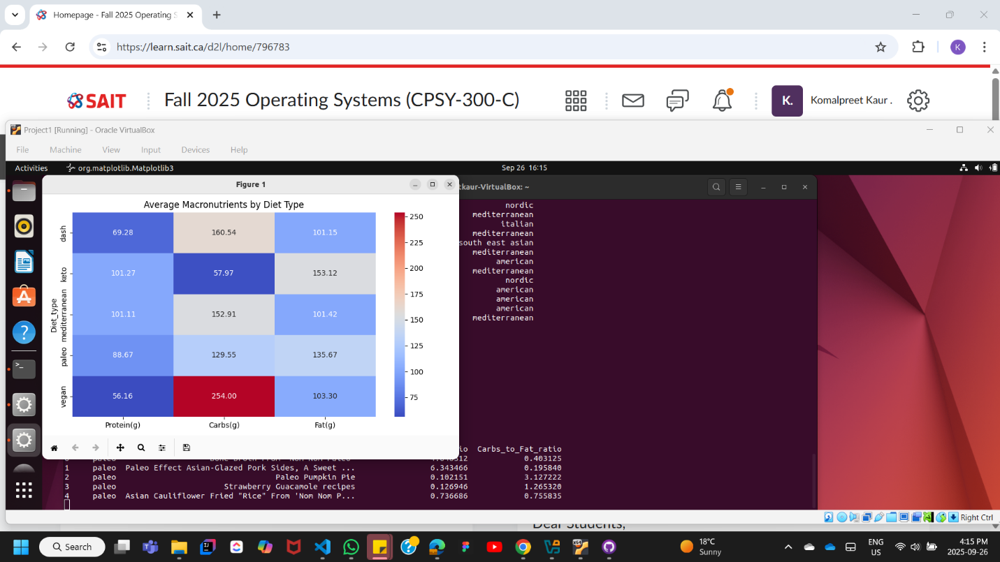 Homepage - Fall 2025 Operating S
https://learn.sait.ca/d2l/home/796783
K
SAIT
Fall 2025 Operating Systems (CPSY-300-C)
K.
Komalpreet Kaur .
Project1 [Running] - Oracle VirtualBox
File Machine View Input Devices Help
Activities
org.matplotlib.Matplotlib3
Sep 26 16:15
Figure 1
tkaur-VirtualBox: ~
Average Macronutrients by Diet Type
dash 69.28 160.54 101.15
keto 101.27 57.97 153.12
mediterranean 101.11 152.91 101.42
paleo 88.67 129.55 135.67
vegan 56.16 254.00 103.30
Diet_type
Protein(g) Carbs(g) Fat(g)
250
225
200
175
150
125
100
75
nordic
mediterranean
italian
mediterranean
south east asian
mediterranean
american
mediterranean
nordic
american
american
american
mediterranean
io Carbs_to_Fat_ratio
0.403125
1 paleo Paleo Effect Asian-Glazed Pork Sides, A Sweet ... 6.343466 0.195840
2 paleo Paleo Pumpkin Pie 0.102151 3.127222
3 paleo Strawberry Guacamole recipes 0.126946 1.265320
4 paleo Asian Cauliflower Fried "Rice" From 'Nom Nom P... 0.736686 0.755835
Right Ctrl
Dear Students,
Search
18°C
Sunny
ENG
US
4:15 PM
2025-09-26